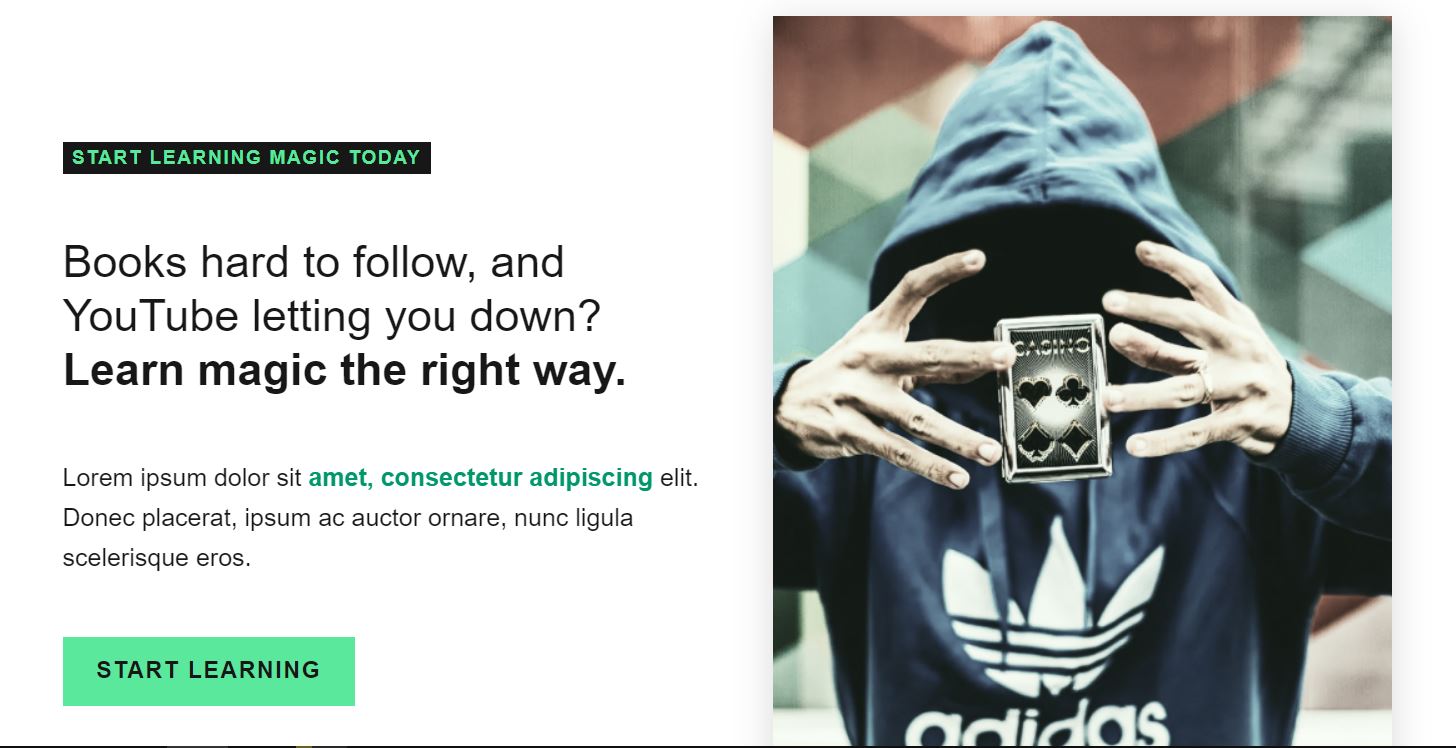 START LEARNING MAGIC TODAY
Books hard to follow, and
YouTube letting you down?
Learn magic the right way.
Lorem ipsum dolor sit amet, consectetur adipiscing elit.
Donec placerat, ipsum ac auctor ornare, nunc ligula
scelerisque eros.
START LEARNING
CASINO
adidas